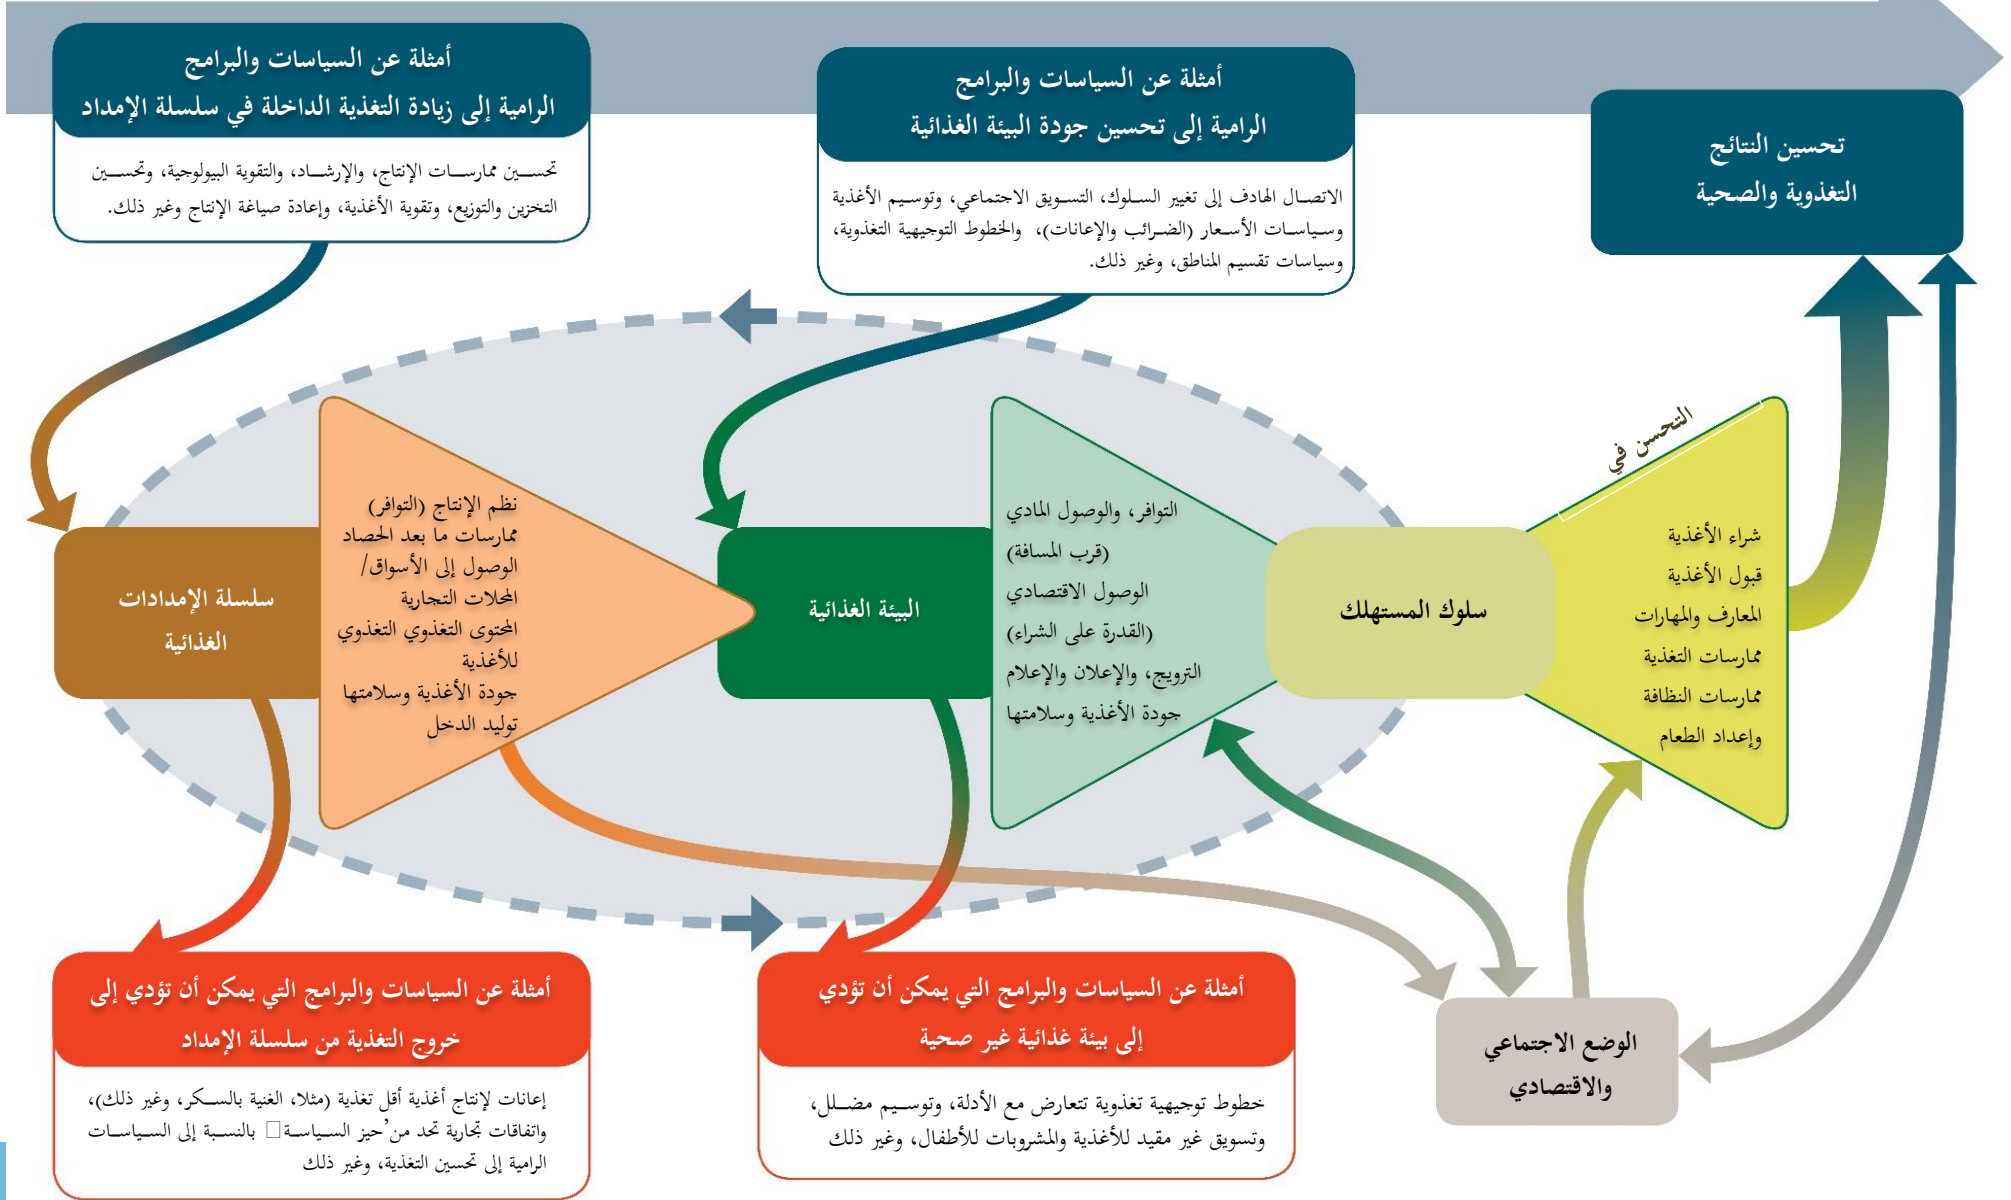 أمثلة عن السياسات والبرامج
الرامية إلى زيادة التغذية الداخلة في سلسلة الإمداد
تحسين ممارسات الإنتاج، والإرشاد، والتقوية البيولوجية، وتحسين
التخزين والتوزيع، وتقوية الأغذية، وإعادة صياغة الإنتاج وغير ذلك.
أمثلة عن السياسات والبرامج
الرامية إلى تحسين جودة البيئة الغذائية
الاتصال الهادف إلى تغيير السلوك، التسويق الاجتماعي، وتوسيم الأغذية
وسياسات الأسعار (الضرائب والإعانات)، والخطوط التوجيهية التغذوية،
وسياسات تقسيم المناطق، وغير ذلك.
تحسين النتائج
التغذوية والصحية
سلسلة الإمدادات
الغذائية
نظم الإنتاج (التوافر)
ممارسات ما بعد الحصاد
الوصول إلى الأسواق/
المحلات التجارية
المحتوى التغذوي التغذوي
للأغذية
جودة الأغذية وسلامتها
توليد الدخل
البيئة الغذائية
التوافر، والوصول المادي
(قرب المسافة)
الوصول الاقتصادي
(القدرة على الشراء)
الترويج، والإعلان والإعلام
جودة الأغذية وسلامتها
سلوك المستهلك
التحسن في
شراء الأغذية
قبول الأغذية
المعارف والمهارات
ممارسات التغذية
ممارسات النظافة
وإعداد الطعام
أمثلة عن السياسات والبرامج التي يمكن أن تؤدي إلى
خروج التغذية من سلسلة الإمداد
إعانات لإنتاج أغذية أقل تغذية (مثلا، الغنية بالسكر، وغير ذلك)،
واتفاقات تجارية تحد من ’حيز السياسة□ بالنسبة إلى السياسات
الرامية إلى تحسين التغذية، وغير ذلك
أمثلة عن السياسات والبرامج التي يمكن أن تؤدي
إلى بيئة غذائية غير صحية
خطوط توجيهية تغذوية تتعارض مع الأدلة، وتوسيم مضلل،
وتسويق غير مقيد للأغذية والمشروبات للأطفال، وغير ذلك
الوضع الاجتماعي
والاقتصادي